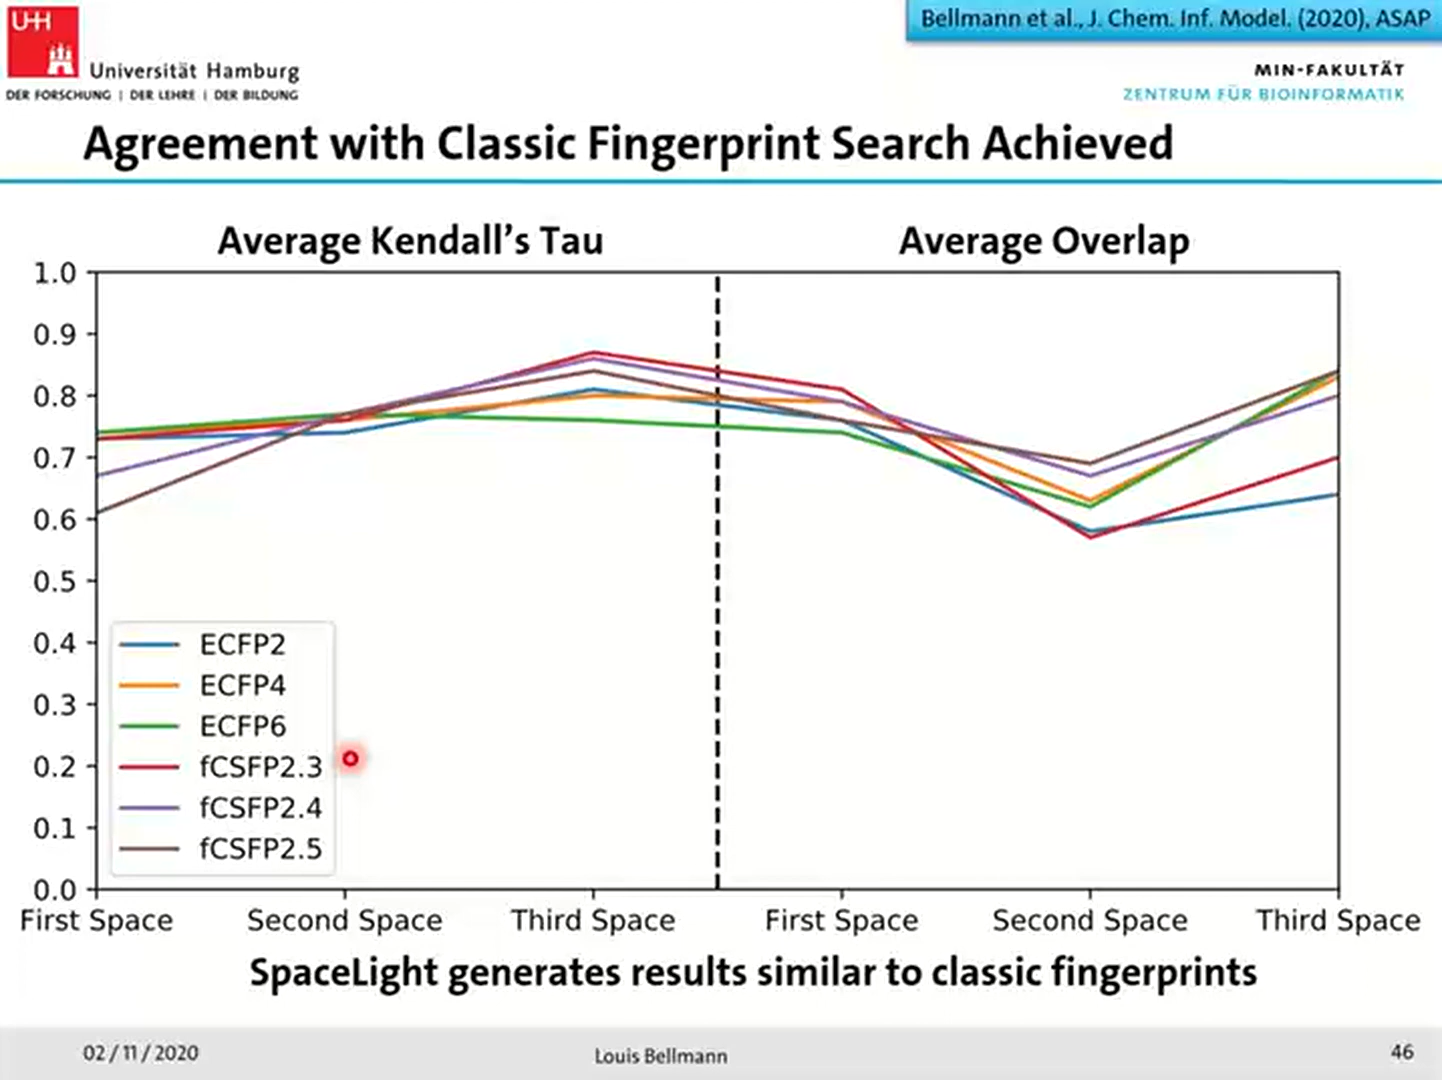 Bellmann et al., J. Chem. Inf. Model. (2020), ASAP
UHH
Universität Hamburg
DER FORSCHUNG | DER LEHRE | DER BILDUNG
MIN-FAKULTÄT
ZENTRUM FÜR BIOINFORMATIK
Agreement with Classic Fingerprint Search Achieved
Average Kendall's Tau
Average Overlap
1.0
0.9
0.8
0.7
0.6
0.5
0.4
0.3
0.2
0.1
0.0
ECFP2
ECFP4
ECFP6
fCSFP2.3
fCSFP2.4
fCSFP2.5
First Space Second Space Third Space First Space Second Space Third Space
SpaceLight generates results similar to classic fingerprints
02 / 11 / 2020
Louis Bellmann
46